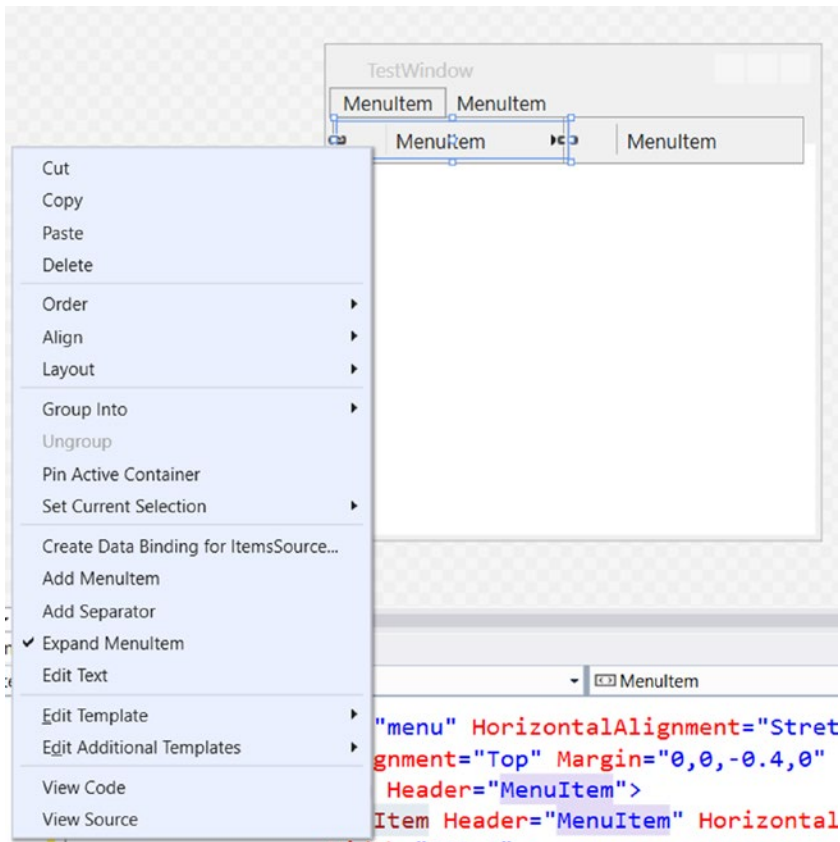 TestWindow
MenuItem MenuItem
MenuItem MenuItem
Cut
Copy
Paste
Delete
Order
Align
Layout
Group Into
Ungroup
Pin Active Container
Set Current Selection
Create Data Binding for ItemsSource...
Add MenuItem
Add Separator
Expand MenuItem
Edit Text
MenuItem
Edit Template
"menu" HorizontalAlignment="Stret
Edit Additional Templates
gnment="Top" Margin="0,0,-0.4,0"
View Code
Header="MenuItem">
View Source
Item Header="MenuItem" Horizontal